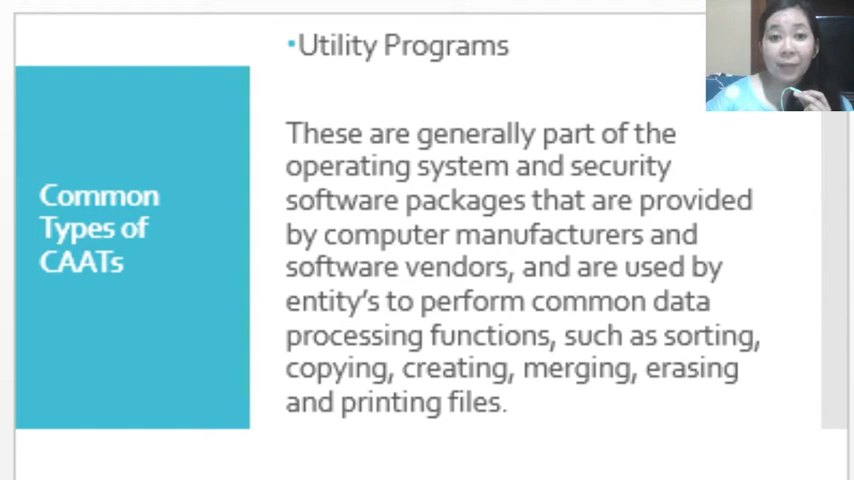 •Utility Programs
Common
Types of
CAATs
These are generally part of the
operating system and security
software packages that are provided
by computer manufacturers and
software vendors, and are used by
entity's to perform common data
processing functions, such as sorting,
copying, creating, merging, erasing
and printing files.